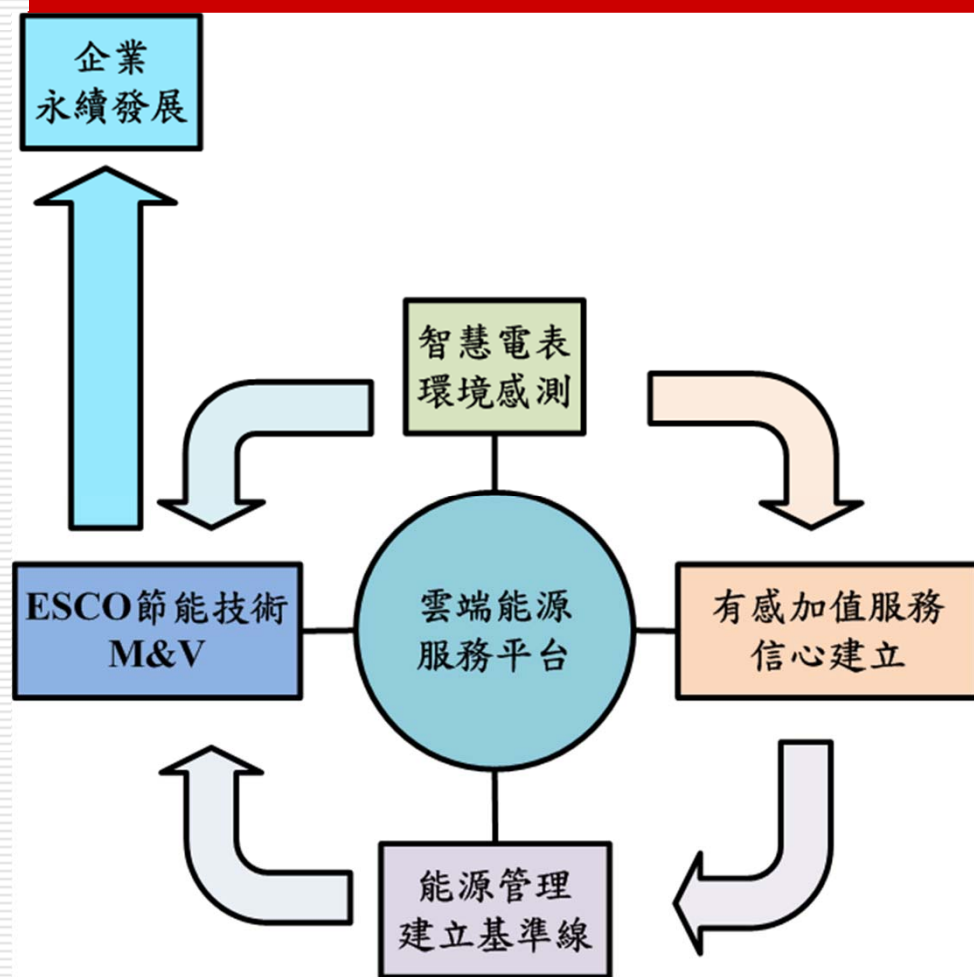 企業
永續發展
智慧電表
環境感測
ESCO節能技術
M&V
雲端能源
服務平台
有感加值服務
信心建立
能源管理
建立基準線